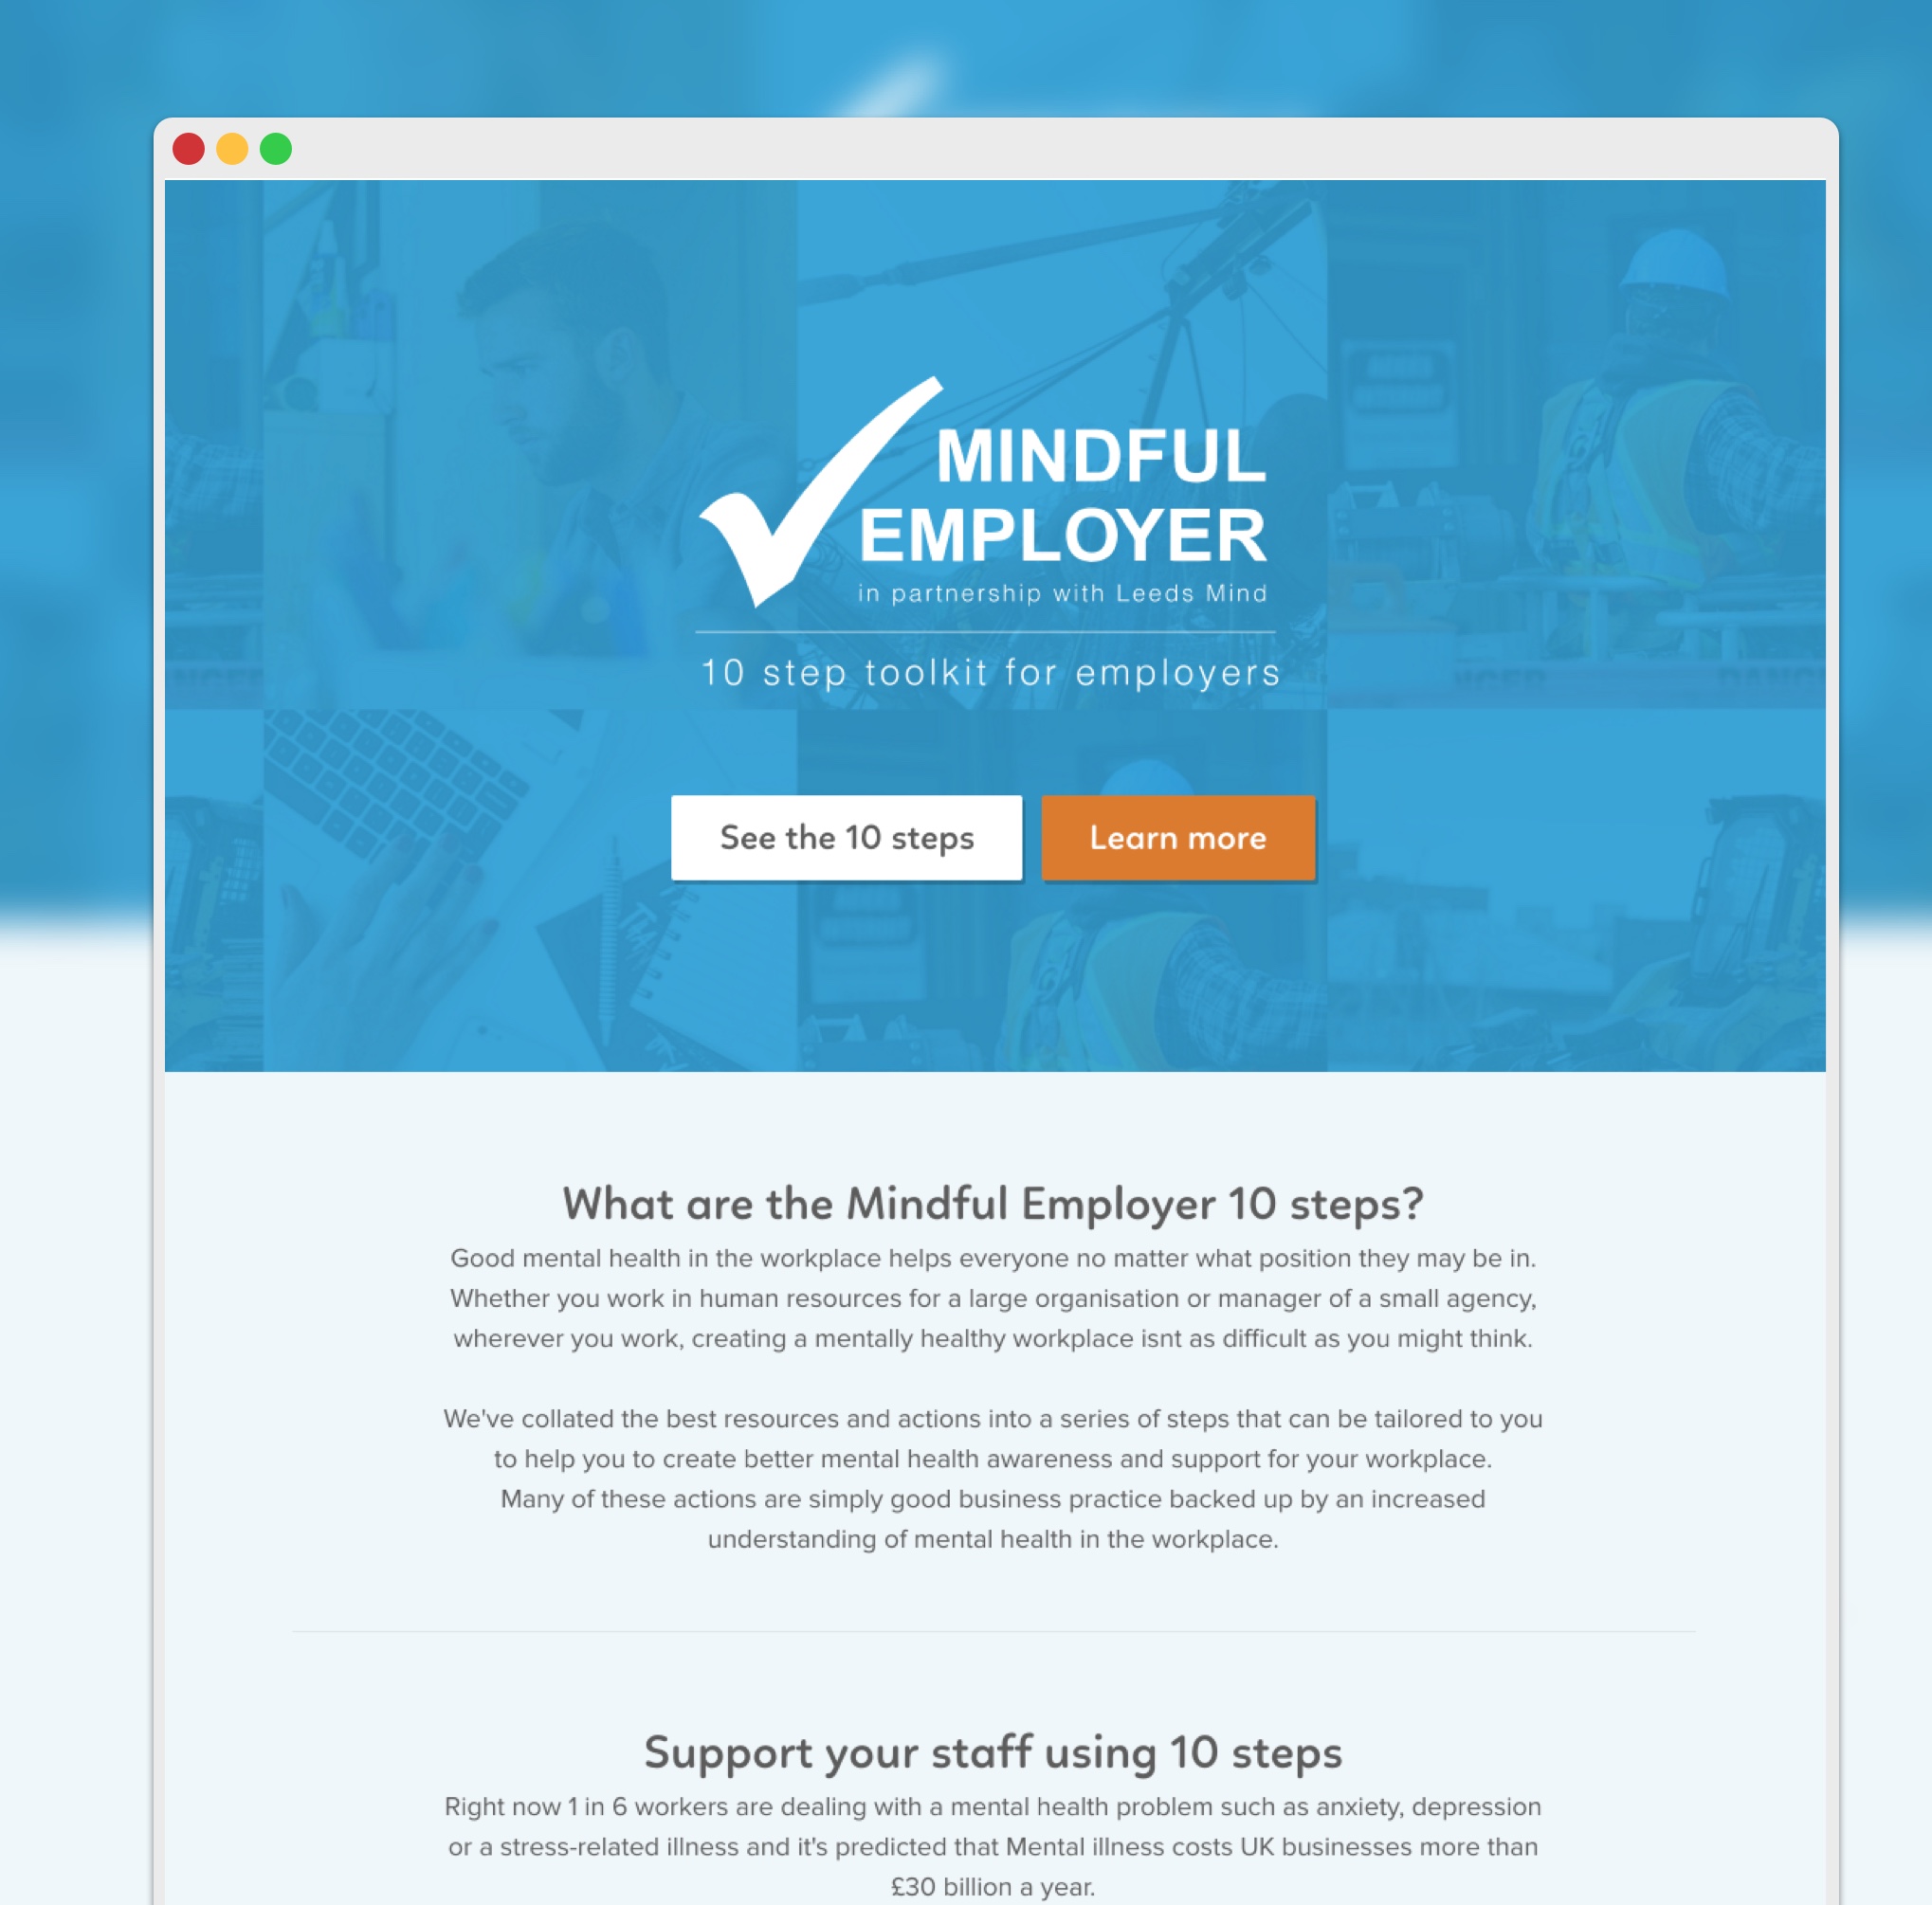 MINDFUL
EMPLOYER
in partnership with Leeds Mind
10 step toolkit for employers
See the 10 steps
Learn more
What are the Mindful Employer 10 steps?
Good mental health in the workplace helps everyone no matter what position they may be in.
Whether you work in human resources for a large organisation or manager of a small agency,
wherever you work, creating a mentally healthy workplace isnt as difficult as you might think.
We've collated the best resources and actions into a series of steps that can be tailored to you
to help you to create better mental health awareness and support for your workplace.
Many of these actions are simply good business practice backed up by an increased
understanding of mental health in the workplace.
Support your staff using 10 steps
Right now 1 in 6 workers are dealing with a mental health problem such as anxiety, depression
or a stress-related illness and it's predicted that Mental illness costs UK businesses more than
£30 billion a year.